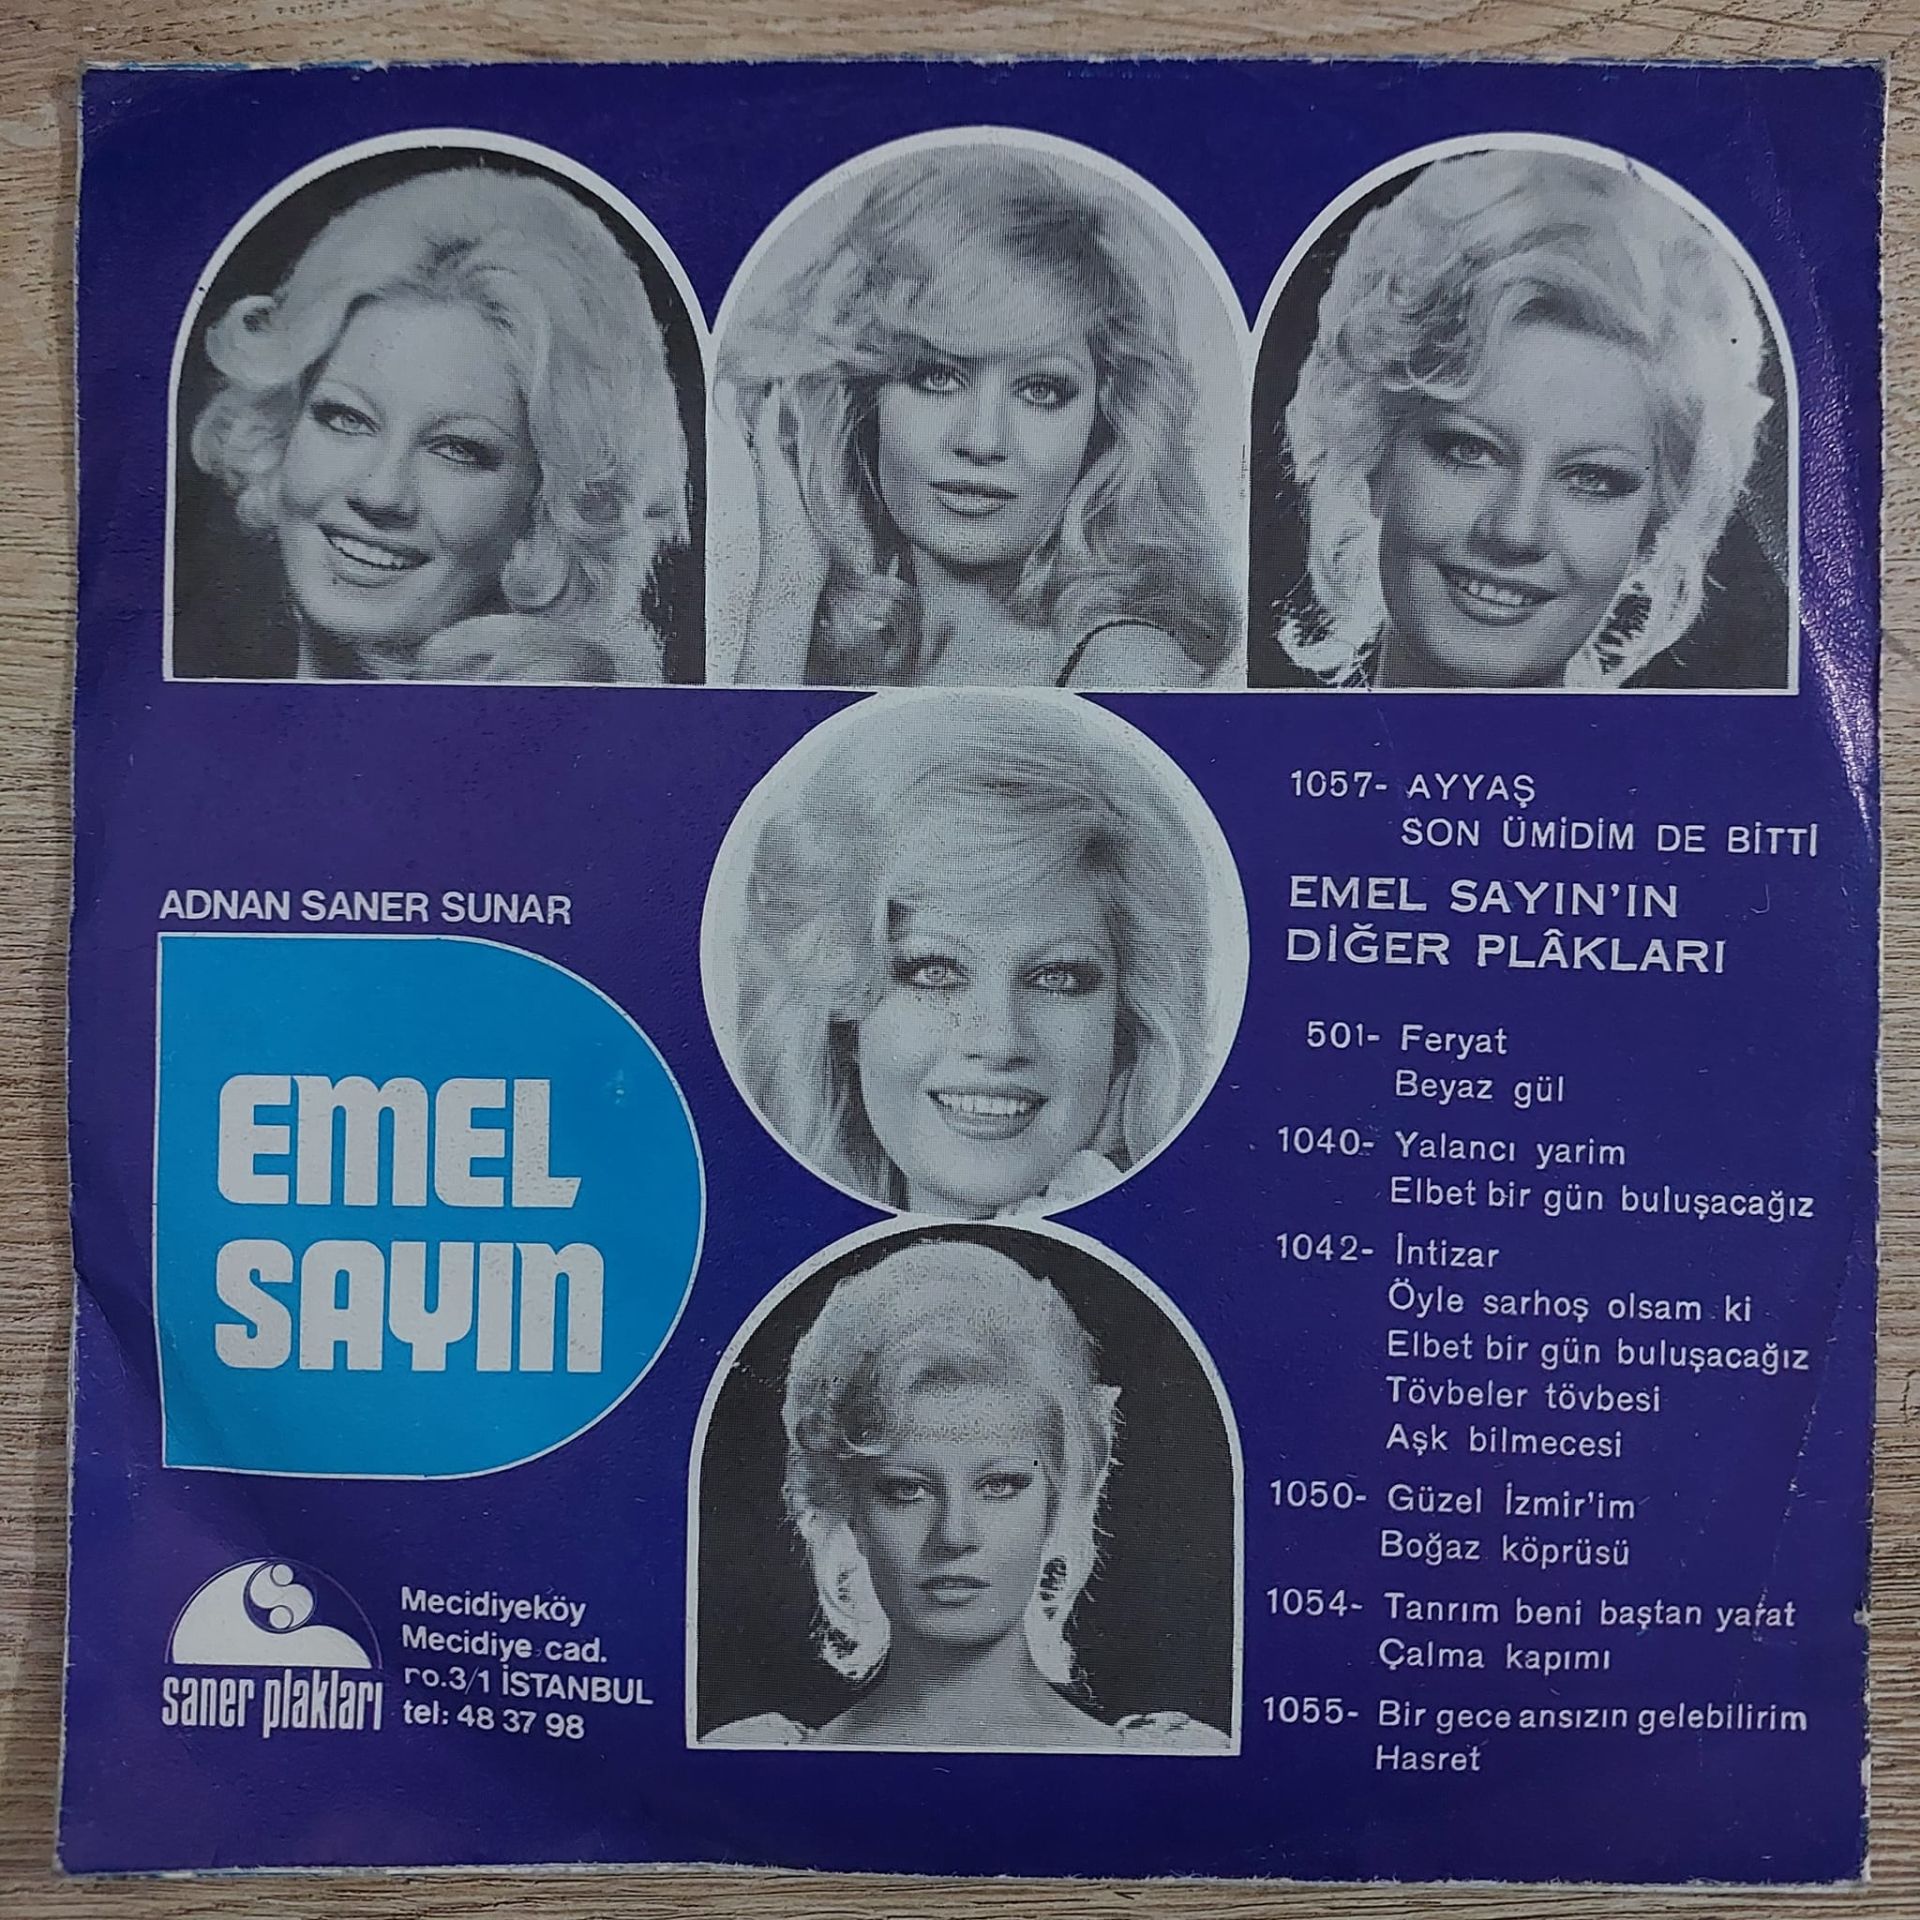 1057- AYYAŞ
SON ÜMİDİM DE BİTTİ
EMEL SAYIN'IN
DİĞER PLÂKLARI
501- Feryat
Beyaz gül
1040- Yalancı yarim
Elbet bir gün buluşacağız
1042- İntizar
Öyle sarhoş olsam ki
Elbet bir gün buluşacağız
Tövbeler tövbesi
Aşk bilmecesi
1050- Güzel İzmir'im
Boğaz köprüsü
1054- Tanrım beni baştan yarat
Çalma kapımı
1055- Bir gece ansızın gelebilirim
Hasret
ADNAN SANER SUNAR
EMEL
SAYIN
saner plakları
Mecidiyeköy
Mecidiye cad.
ro.3/1 İSTANBUL
tel: 48 37 98